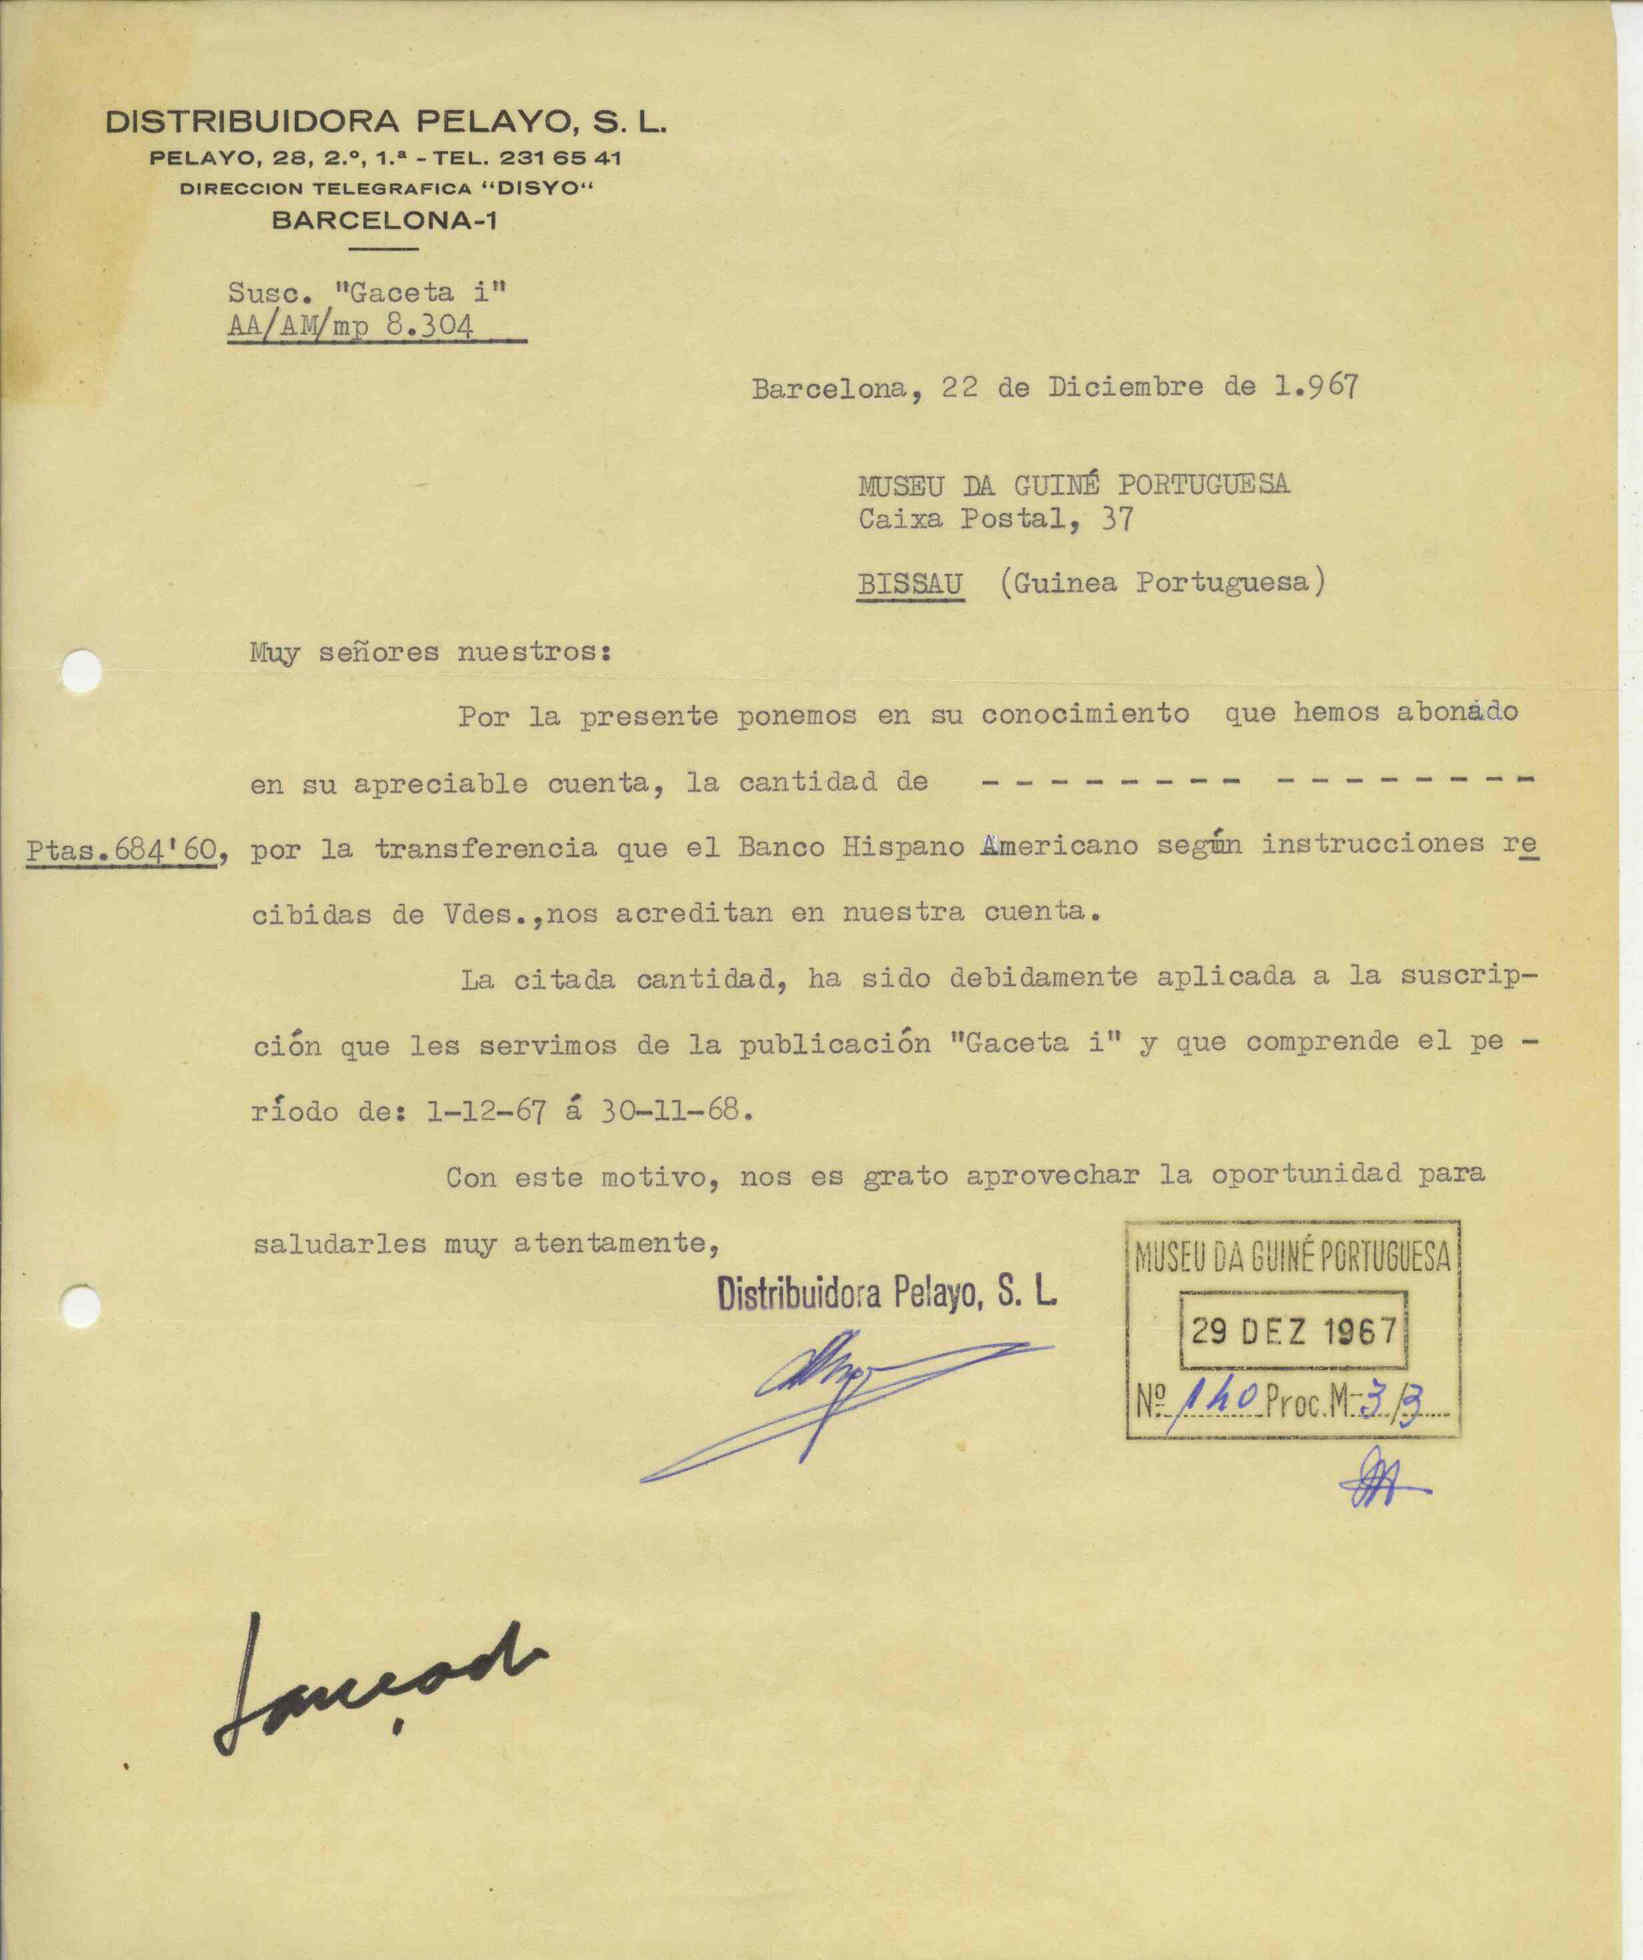 DISTRIBUIDORA PELAYO, S. L.
PELAYO, 28, 2.º, 1.ª - TEL. 231 65 41
DIRECCION TELEGRAFICA "DISYO"
BARCELONA-1
Susc. "Gaceta i"
AA/AM/mp 8.304
Barcelona, 22 de Diciembre de 1.967
MUSEU DA GUINÉ PORTUGUESA
Caixa Postal, 37
BISSAU (Guinea Portuguesa)
Muy señores nuestros:
Por la presente ponemos en su conocimiento que hemos abonado
en su apreciable cuenta, la cantidad de - - - - - - - - - - - - - - - -
Ptas.684'60, por la transferencia que el Banco Hispano Americano según instrucciones re
cibidas de Vdes.,nos acreditan en nuestra cuenta.
La citada cantidad, ha sido debidamente aplicada a la suscrip-
ción que les servimos de la publicación "Gaceta i" y que comprende el pe -
ríodo de: 1-12-67 á 30-11-68.
Con este motivo, nos es grato aprovechar la oportunidad para
saludarles muy atentamente,
Distribuidora Pelayo, S. L.
MUSEU DA GUINÉ PORTUGUESA
29 DEZ 1967
Nº 140 Proc. M-3/3